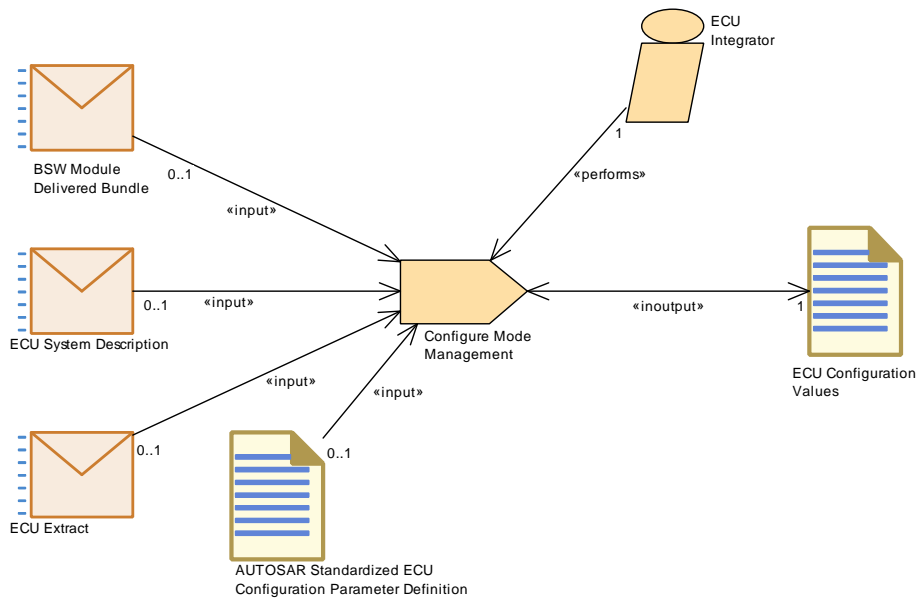 ECU
Integrator
1
BSW Module
Delivered Bundle
0..1
«performs»
«input»
ECU System Description
0..1
«input»
Configure Mode
Management
«inoutput»
1
ECU Configuration
Values
«input»
«input»
ECU Extract
0..1
0..1
AUTOSAR Standardized ECU
Configuration Parameter Definition